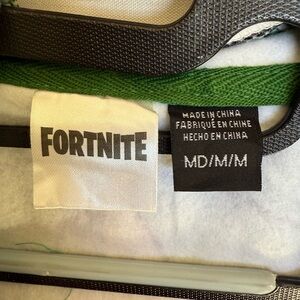 FORTNITE
MADE IN CHINA
FABRIQUÉ EN CHINE
HECHO EN CHINA
MD/M/M